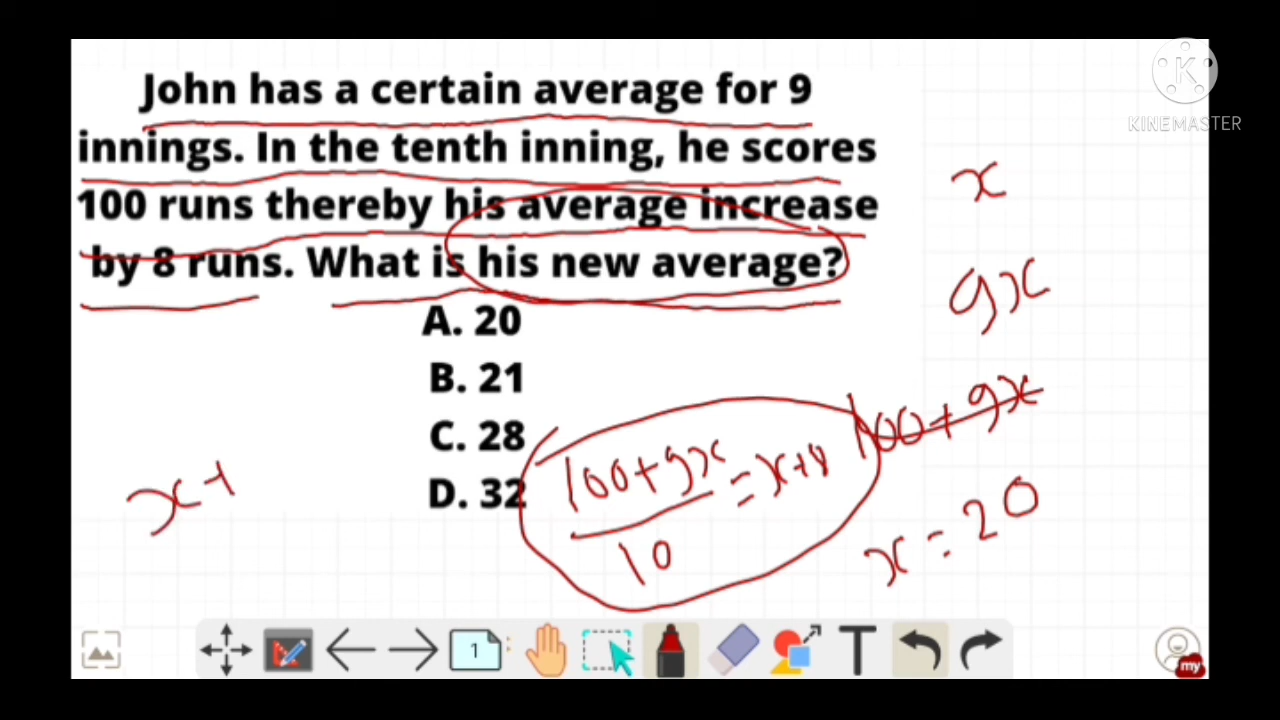 John has a certain average for 9
innings. In the tenth inning, he scores
100 runs thereby his average increase
by 8 runs. What is his new average?
A. 20
B. 21
C. 28
D. 32
x
9x
100 + 9x
100+9x
10
= x+8
x = 20
x+
K
KINEMASTER
1
T
my